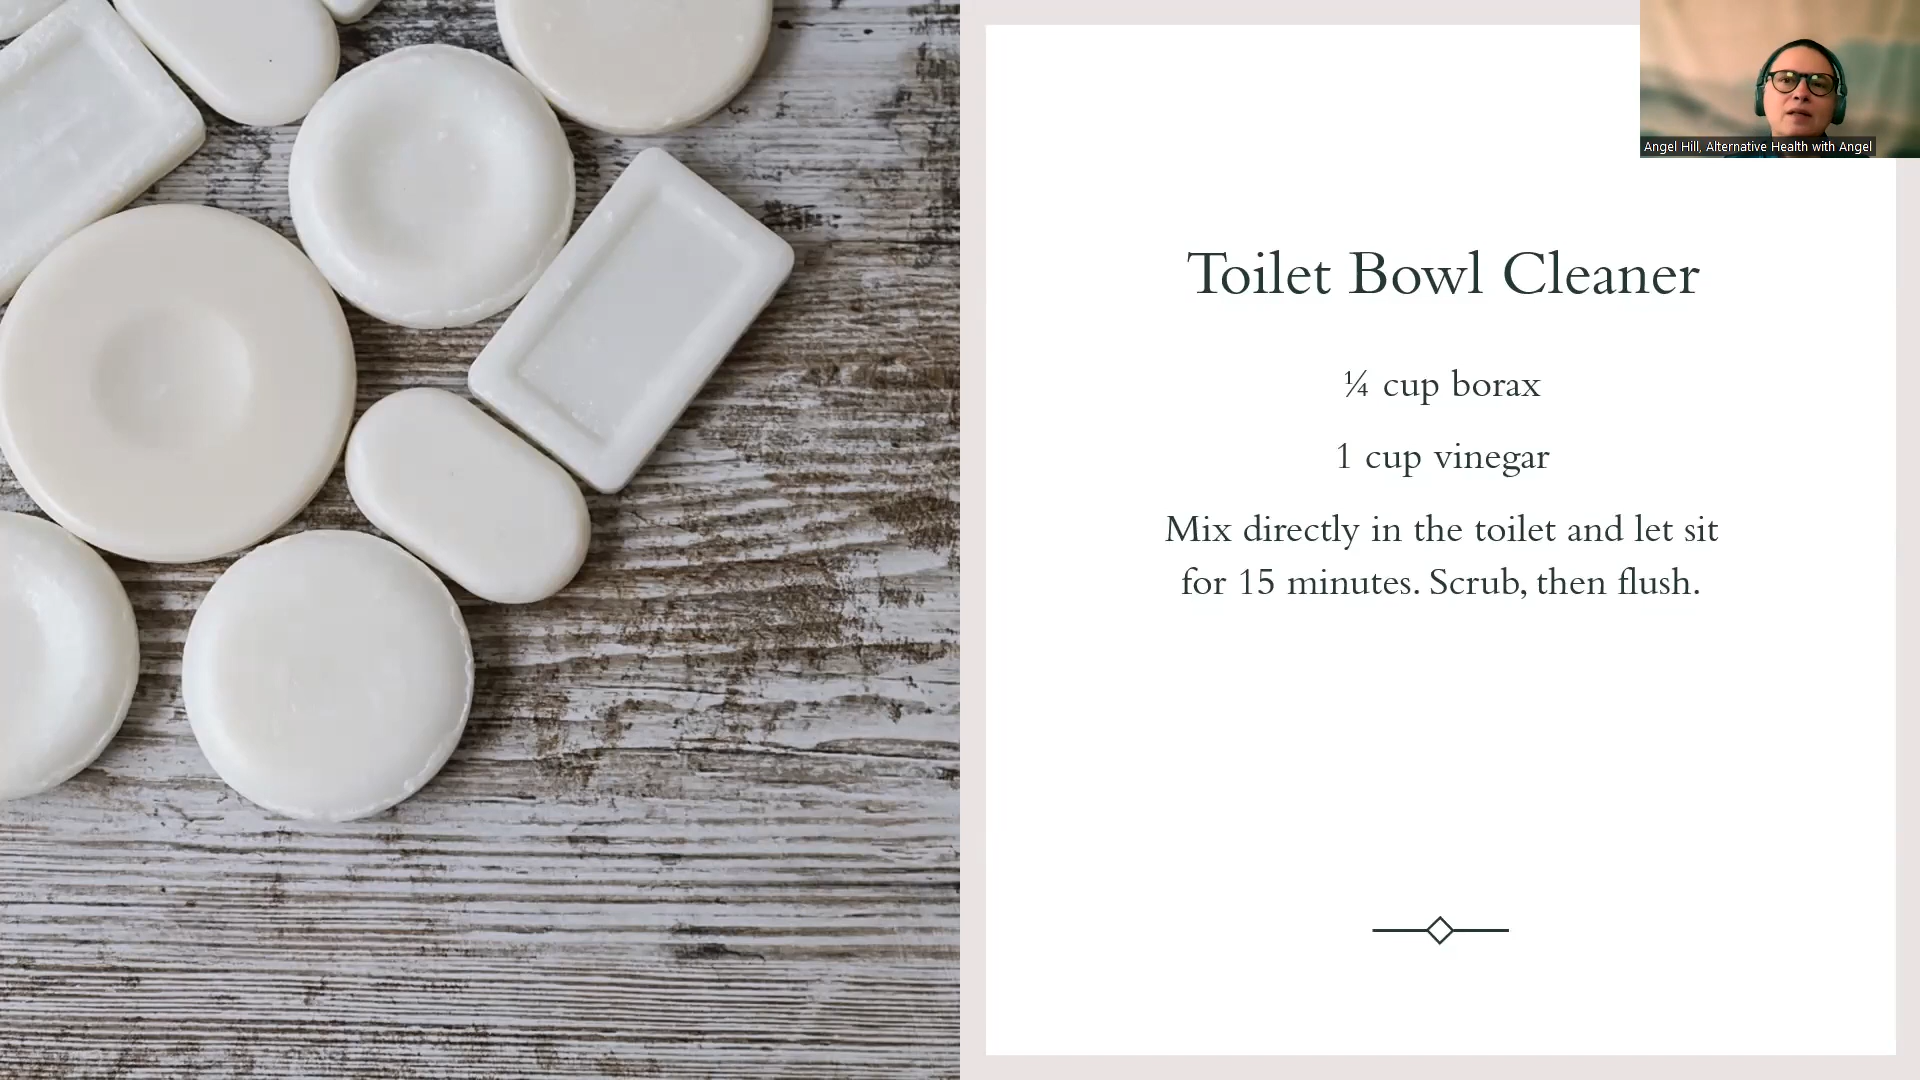 Angel Hill, Alternative Health with Angel
Toilet Bowl Cleaner
¼ cup borax
1 cup vinegar
Mix directly in the toilet and let sit
for 15 minutes. Scrub, then flush.